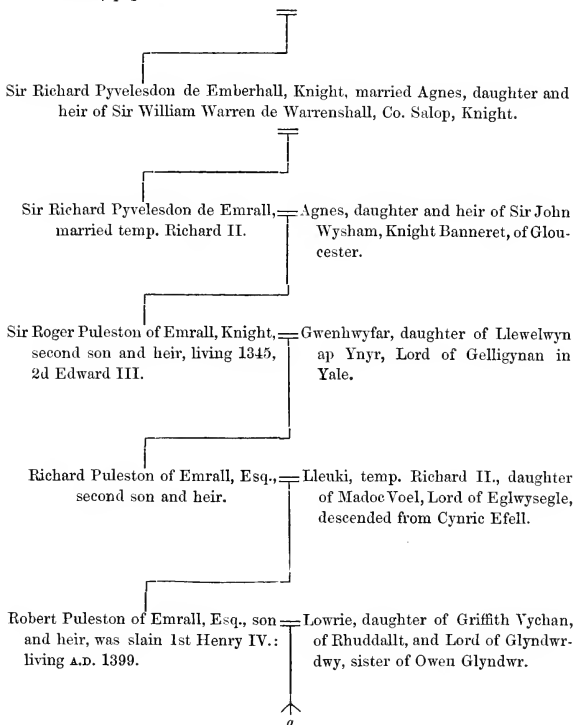 Sir Richard Pyvelesdon de Emberhall, Knight, married Agnes, daughter and
heir of Sir William Warren de Warrenshall, Co. Salop, Knight.
Sir Richard Pyvelesdon de Emrall,
married temp. Richard II.
Agnes, daughter and heir of Sir John
Wysham, Knight Banneret, of Glou-
cester.
Sir Roger Puleston of Emrall, Knight,
second son and heir, living 1345,
2d Edward III.
Gwenhwyfar, daughter of Llewelwyn
ap Ynyr, Lord of Gelligynan in
Yale.
Richard Puleston of Emrall, Esq.,
second son and heir.
Lleuki, temp. Richard II., daughter
of Madoc Voel, Lord of Eglwysegle,
descended from Cynric Efell.
Robert Puleston of Emrall, Esq., son
and heir, was slain 1st Henry IV.:
living A.D. 1399.
Lowrie, daughter of Griffith Vychan,
of Rhuddallt, and Lord of Glyndwr-
dwy, sister of Owen Glyndwr.
a